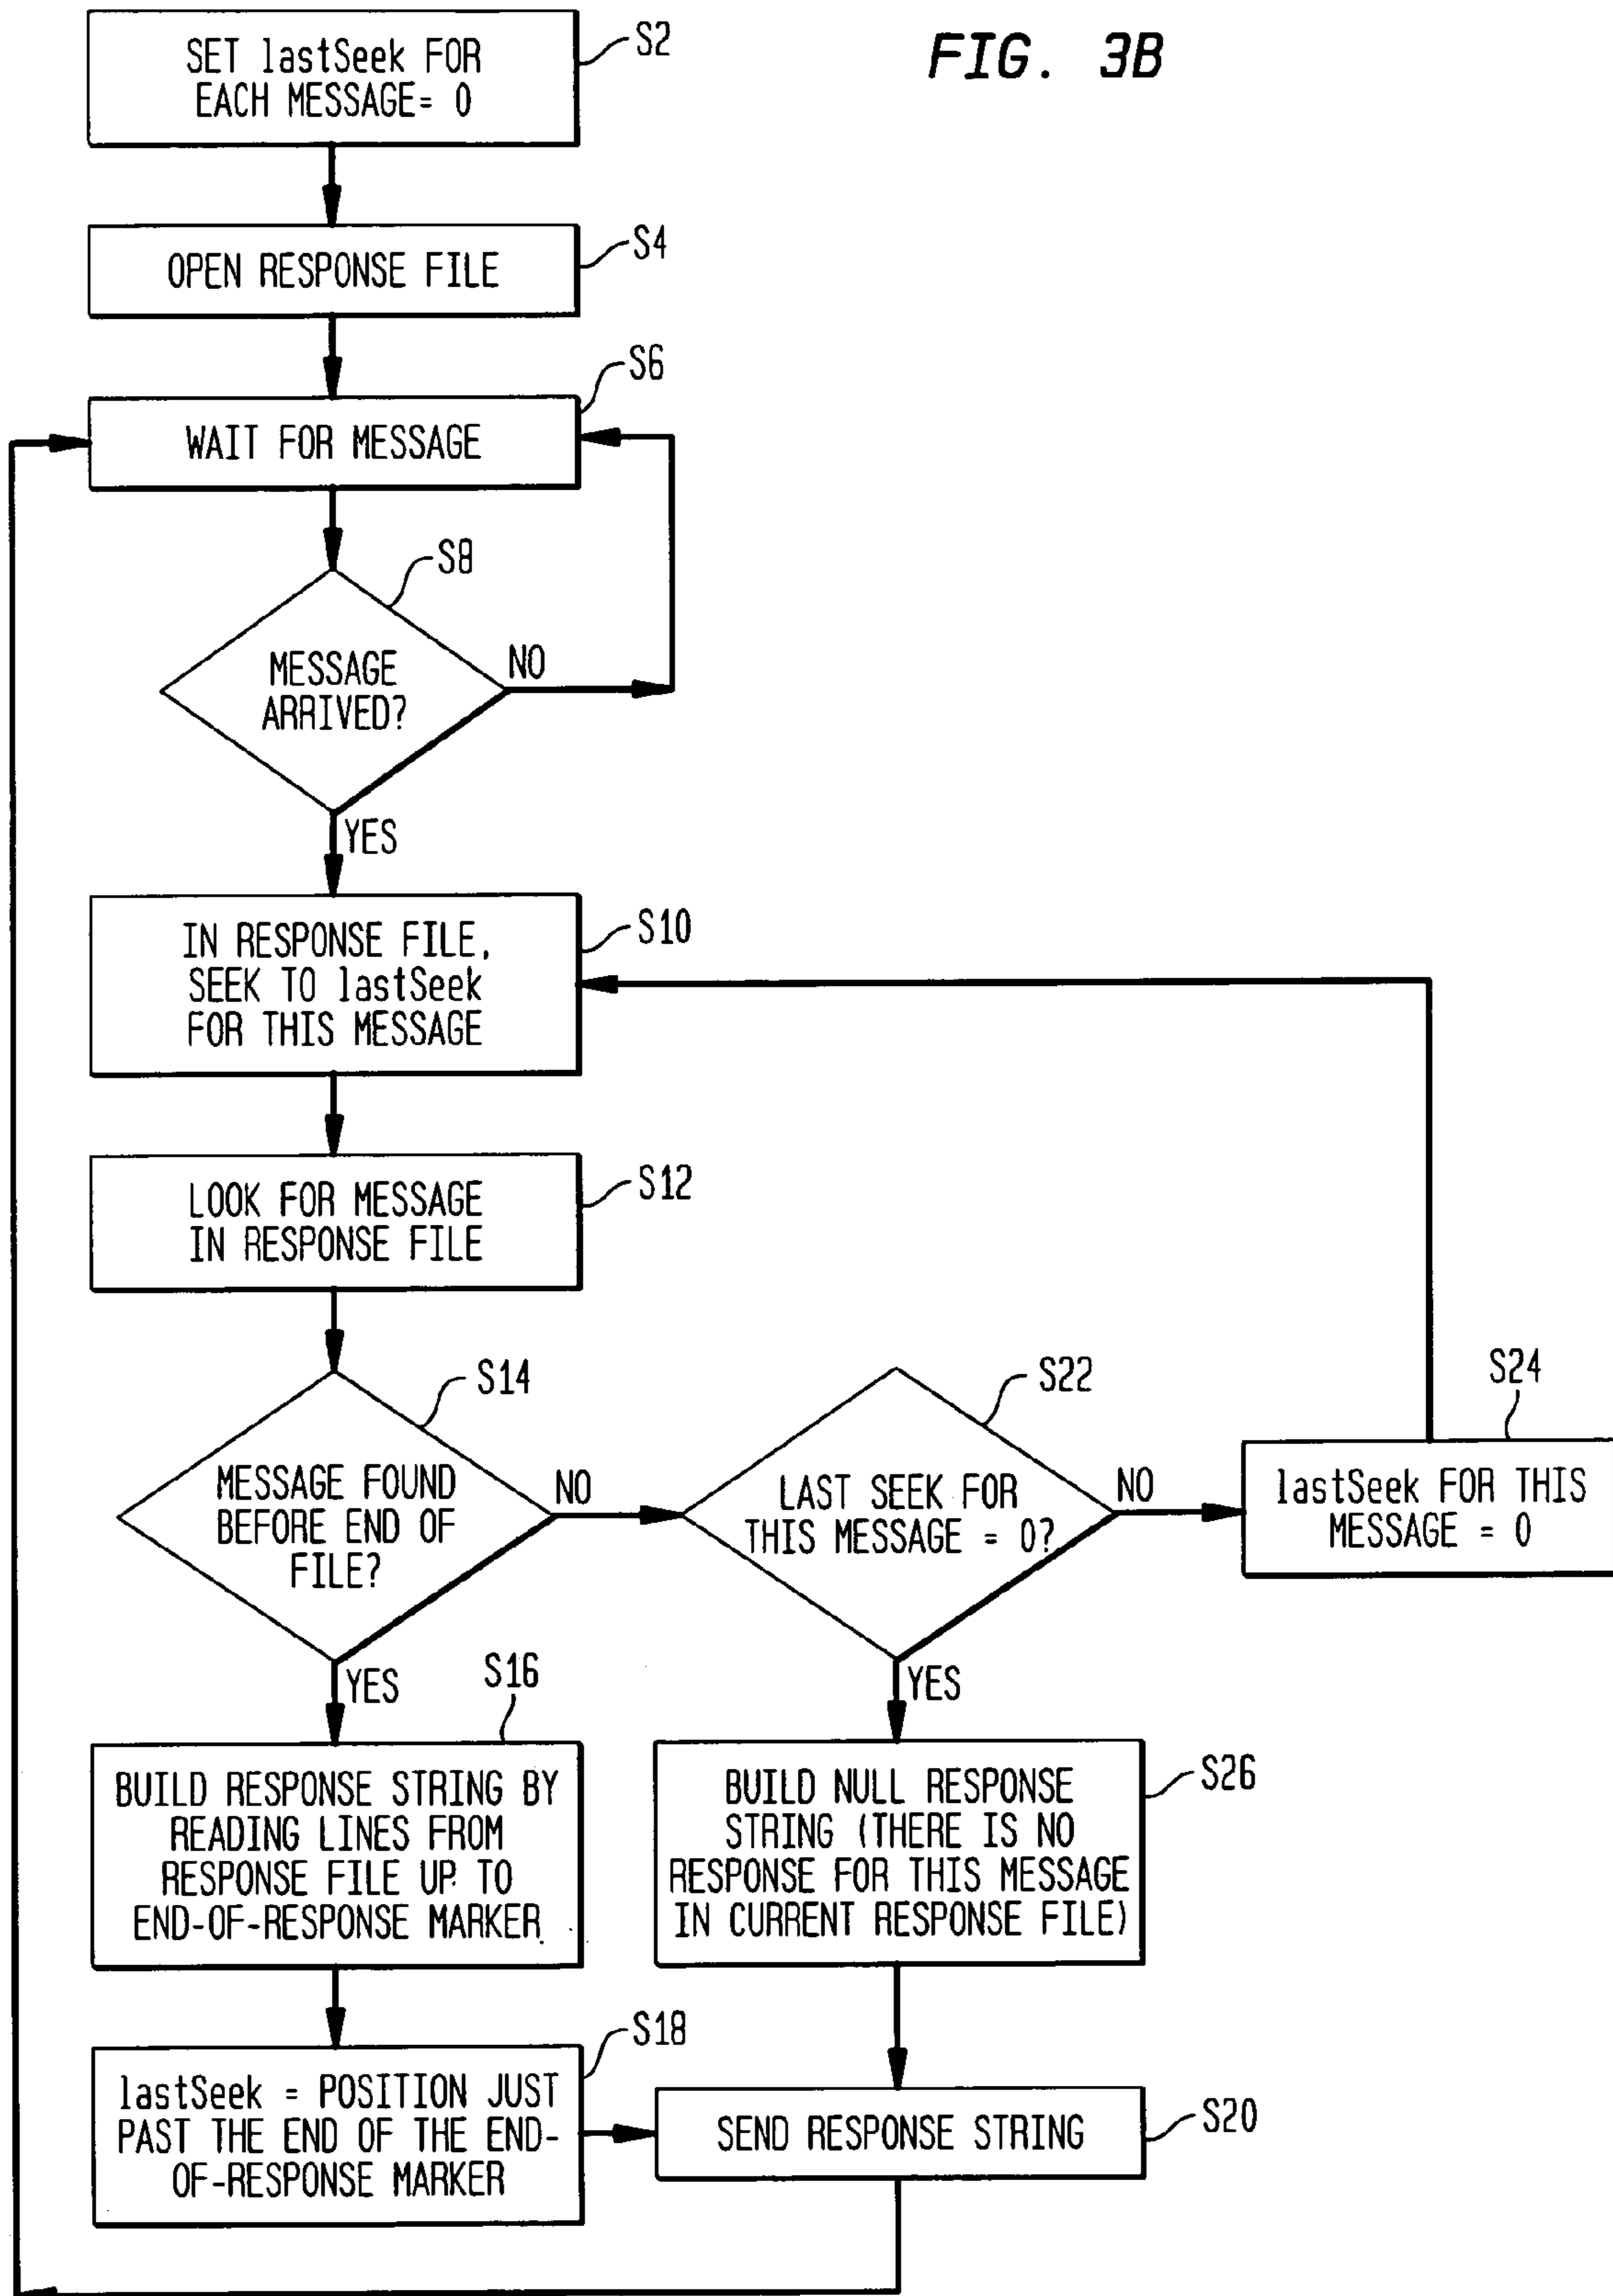 FIG. 3B
SET lastSeek FOR
EACH MESSAGE= 0
S2
OPEN RESPONSE FILE
S4
WAIT FOR MESSAGE
S6
MESSAGE
ARRIVED?
S8
NO
YES
IN RESPONSE FILE,
SEEK TO lastSeek
FOR THIS MESSAGE
S10
LOOK FOR MESSAGE
IN RESPONSE FILE
S12
MESSAGE FOUND
BEFORE END OF
FILE?
S14
NO
YES
LAST SEEK FOR
THIS MESSAGE = 0?
S22
NO
YES
lastSeek FOR THIS
MESSAGE = 0
S24
BUILD RESPONSE STRING BY
READING LINES FROM
RESPONSE FILE UP TO
END-OF-RESPONSE MARKER
S16
BUILD NULL RESPONSE
STRING (THERE IS NO
RESPONSE FOR THIS MESSAGE
IN CURRENT RESPONSE FILE)
S26
lastSeek = POSITION JUST
PAST THE END OF THE END-
OF-RESPONSE MARKER
S18
SEND RESPONSE STRING
S20